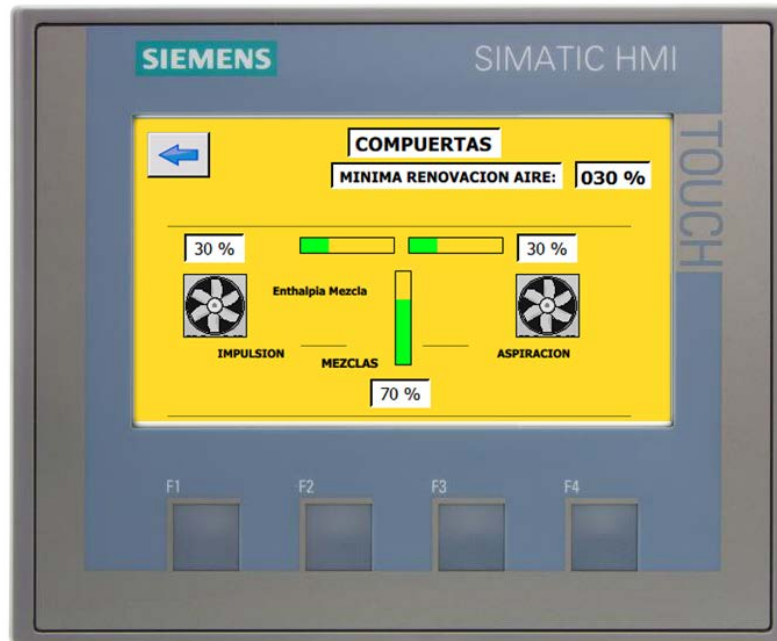 SIEMENS
SIMATIC HMI
TOUCH
COMPUERTAS
MINIMA RENOVACION AIRE: 030 %
30 %
30 %
Enthalpia Mezcla
IMPULSION
MEZCLAS
ASPIRACION
70 %
F1
F2
F3
F4